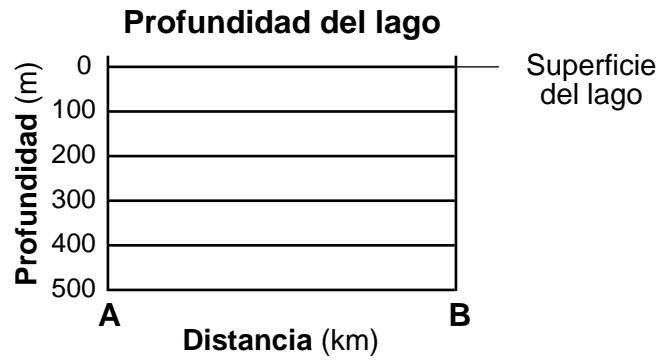 Profundidad del lago
Profundidad (m)
0
100
200
300
400
500
Superficie
del lago
A
B
Distancia (km)